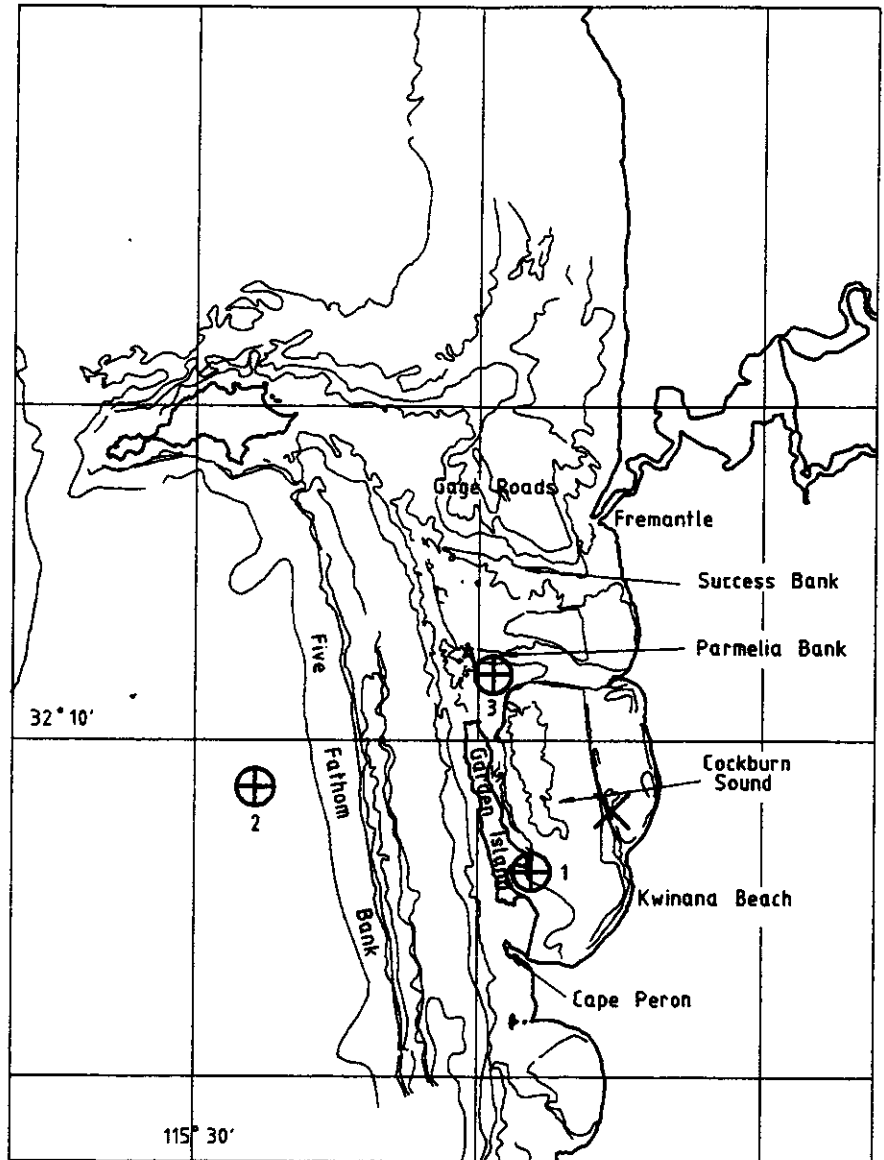 Gage Roads
Fremantle
Success Bank
Parmelia Bank
3
32° 10'
Five
Fathom
Bank
2
Garden Island
Cockburn
Sound
1
Kwinana Beach
Cape Peron
115° 30'